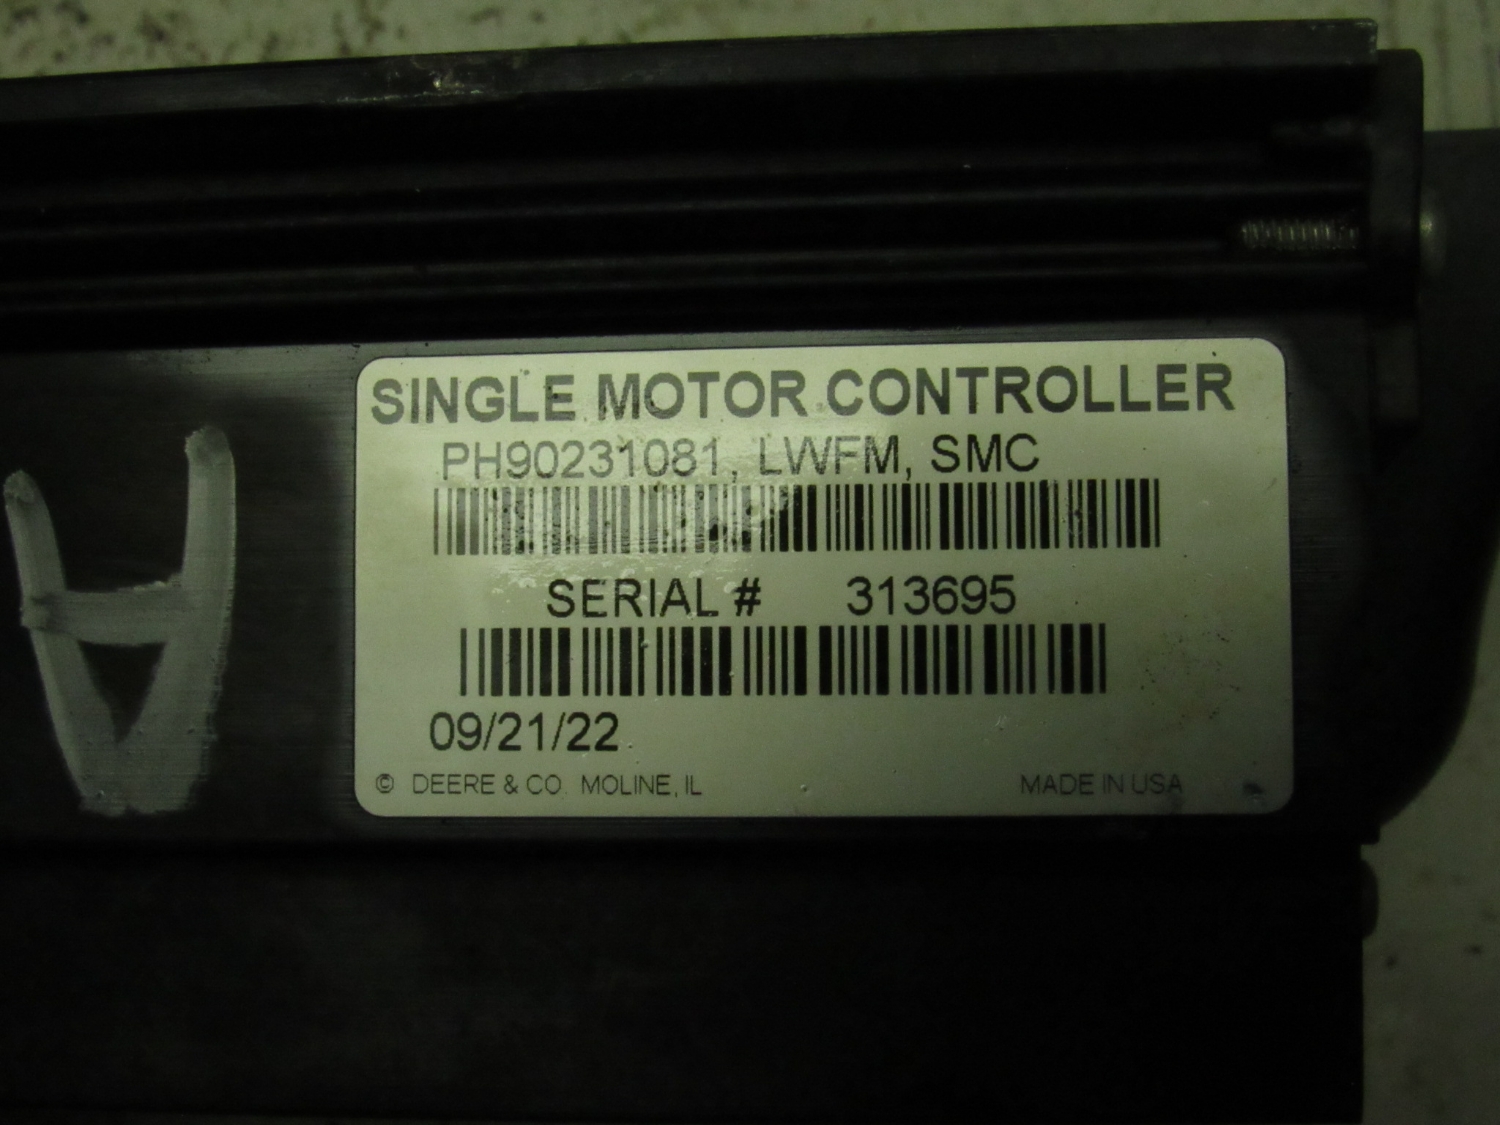 SINGLE MOTOR CONTROLLER
PH90231081, LWFM, SMC
SERIAL # 313695
09/21/22
© DEERE & CO. MOLINE, IL MADE IN USA
A